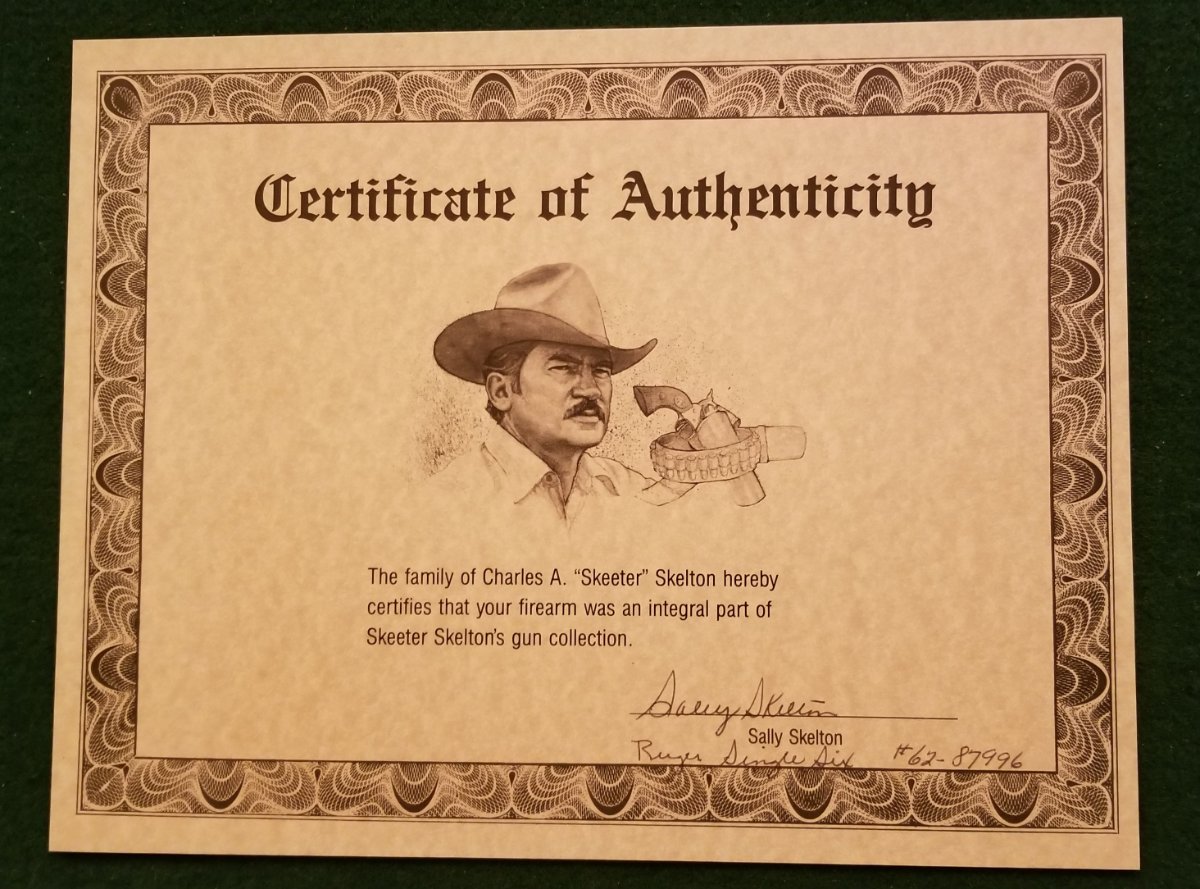 Certificate of Authenticity
The family of Charles A. “Skeeter” Skelton hereby
certifies that your firearm was an integral part of
Skeeter Skelton's gun collection.
Sally Skelton
Sally Skelton
Ruger Single Six #62-87996